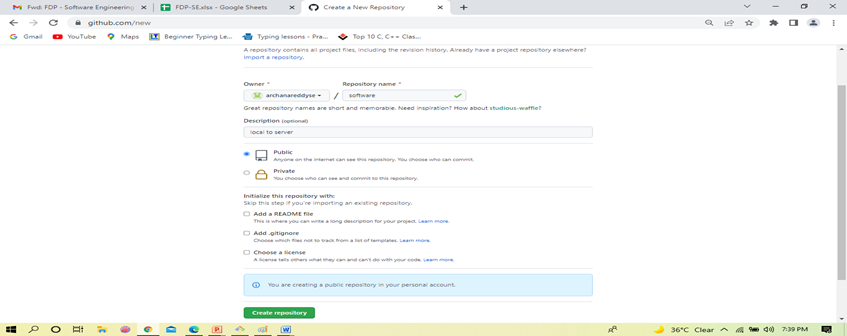 Fwd: FDP - Software Engineering
FDP-SE.xlsx - Google Sheets
Create a New Repository
github.com/new
Gmail
YouTube
Maps
Beginner Typing Le...
Typing lessons - Pra...
Top 10 C, C++ Clas...
A repository contains all project files, including the revision history. Already have a project repository elsewhere?
Import a repository.
Owner *
Repository name *
archanareddyse
/
software
Great repository names are short and memorable. Need inspiration? How about studious-waffle?
Description (optional)
local to server
Public
Anyone on the internet can see this repository. You choose who can commit.
Private
You choose who can see and commit to this repository.
Initialize this repository with:
Skip this step if you're importing an existing repository.
Add a README file
This is where you can write a long description for your project. Learn more.
Add .gitignore
Choose which files not to track from a list of templates. Learn more.
Choose a license
A license tells others what they can and can't do with your code. Learn more.
You are creating a public repository in your personal account.
Create repository
36°C Clear
7:39 PM